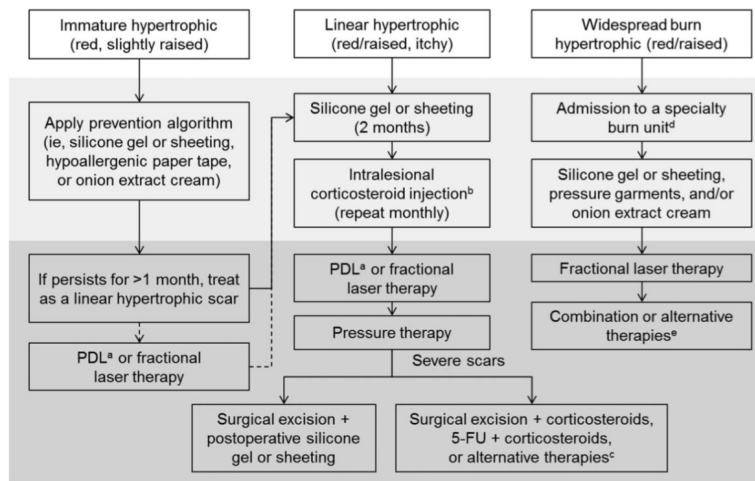 Immature hypertrophic
(red, slightly raised)
Linear hypertrophic
(red/raised, itchy)
Widespread burn
hypertrophic (red/raised)
Apply prevention algorithm
(ie, silicone gel or sheeting,
hypoallergenic paper tape,
or onion extract cream)
Silicone gel or sheeting
(2 months)
Admission to a specialty
burn unitᵈ
Intralesional
corticosteroid injectionᵇ
(repeat monthly)
Silicone gel or sheeting,
pressure garments, and/or
onion extract cream
If persists for >1 month, treat
as a linear hypertrophic scar
PDLᵃ or fractional
laser therapy
Fractional laser therapy
PDLᵃ or fractional
laser therapy
Pressure therapy
Combination or alternative
therapiesᵉ
Severe scars
Surgical excision +
postoperative silicone
gel or sheeting
Surgical excision + corticosteroids,
5-FU + corticosteroids,
or alternative therapiesᶜ